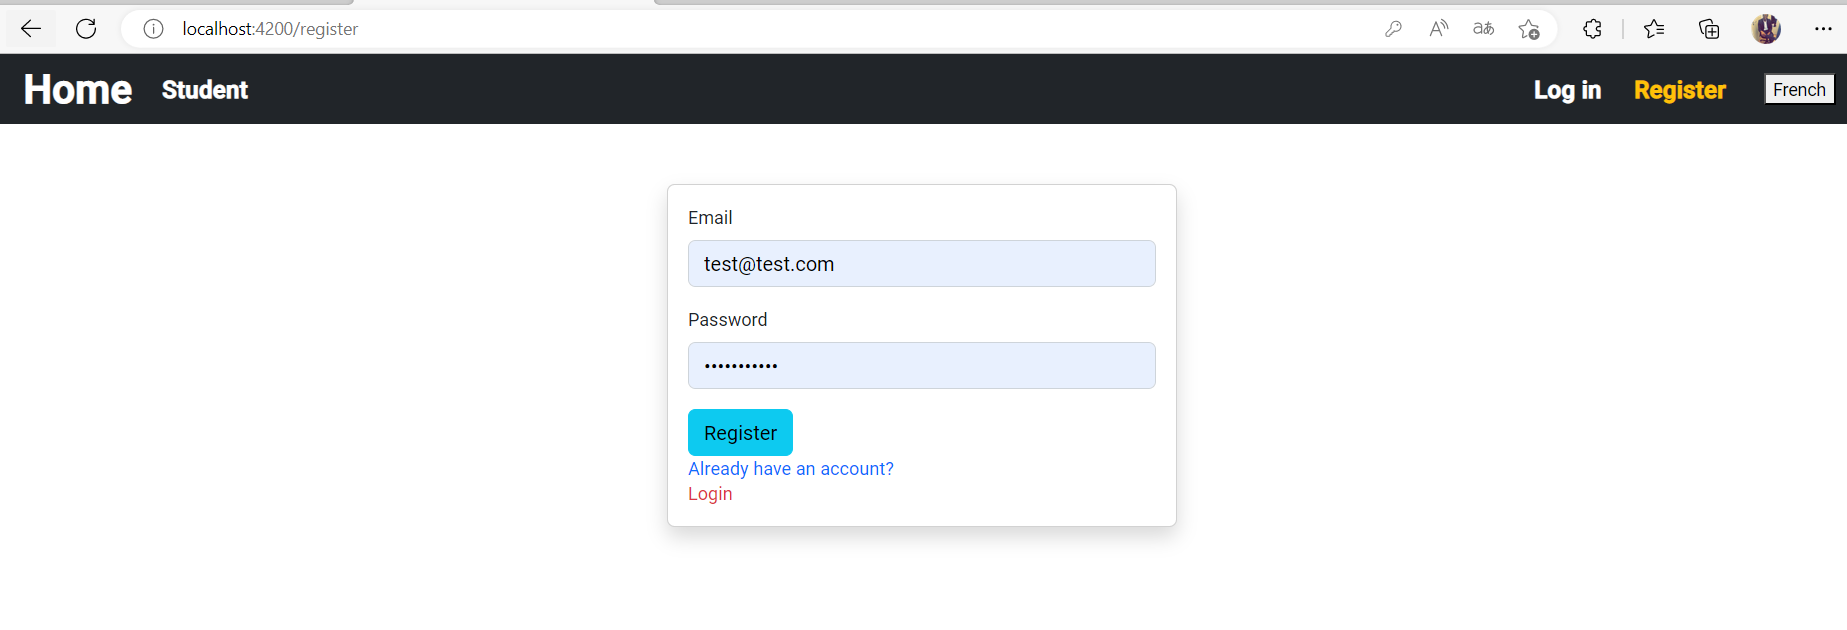 localhost:4200/register
Home Student Log in Register French
Email
test@test.com
Password
•••••••••••
Register
Already have an account?
Login